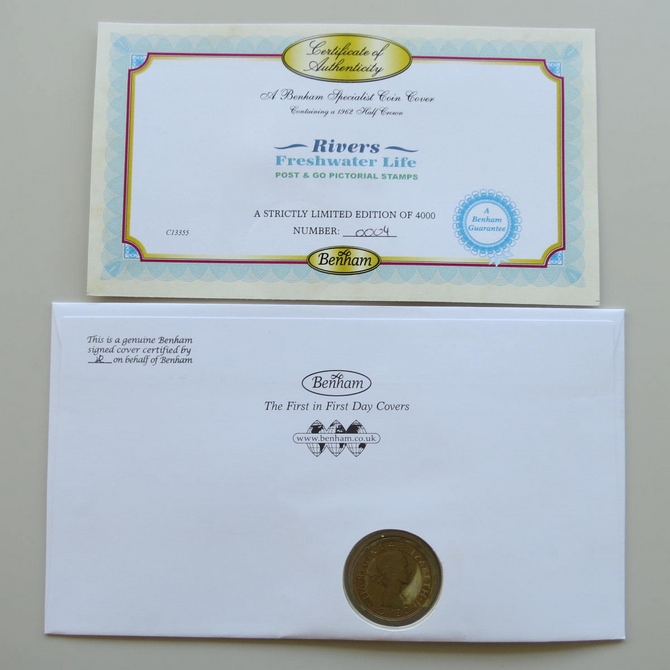 Certificate of
Authenticity
A Benham Specialist Coin Cover
Containing a 1962 Half Crown
Rivers
Freshwater Life
POST & GO PICTORIAL STAMPS
A STRICTLY LIMITED EDITION OF 4000
NUMBER: 0004
C13355
A
Benham
Guarantee
Benham
This is a genuine Benham
signed cover certified by
on behalf of Benham
Benham
The First in First Day Covers
www.benham.co.uk